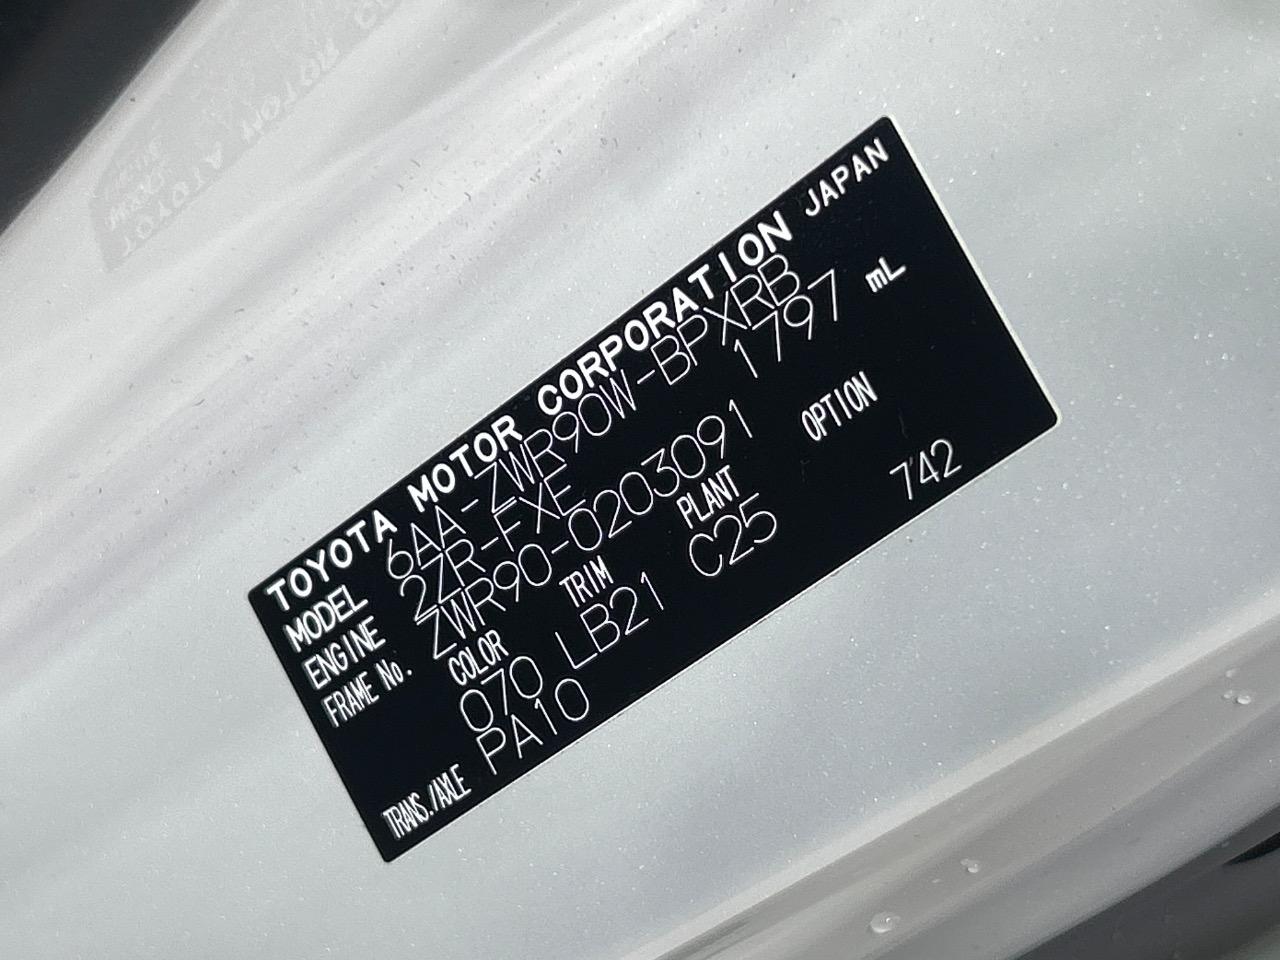 TOYOTA MOTOR CORPORATION JAPAN
MODEL 6AA-ZWR90W-BPXRB
ENGINE 2ZR-FXE 1797 mL
FRAME No. ZWR90-0203091
COLOR TRIM PLANT OPTION
070 LB21 C25 742
TRANS./AXLE PA10